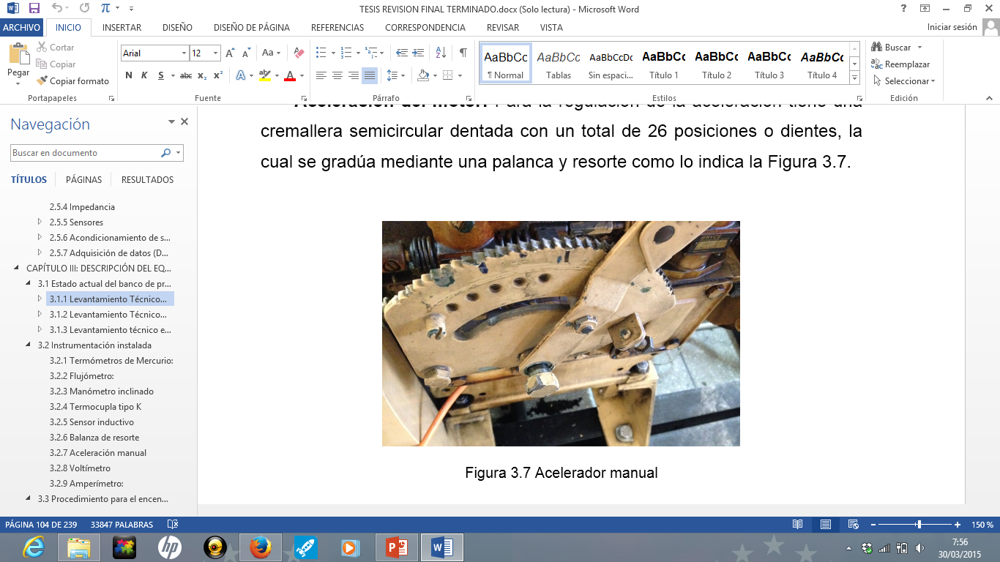 TESIS REVISION FINAL TERMINADO.docx (Solo lectura) - Microsoft Word
ARCHIVO INICIO INSERTAR DISEÑO DISEÑO DE PÁGINA REFERENCIAS CORRESPONDENCIA REVISAR VISTA Iniciar sesión
Pegar
Cortar
Copiar
Copiar formato
Portapapeles
Arial 12
N K S abc x₂ x²
Fuente
Párrafo
AaBbCc AaBbCc AaBbCcDc AaBbCc AaBbCc AaBbCc AaBbCc
¶ Normal Tablas Sin espaci... Título 1 Título 2 Título 3 Título 4
Estilos
Buscar
Reemplazar
Seleccionar
Edición
Navegación
Buscar en documento
TÍTULOS PÁGINAS RESULTADOS
2.5.4 Impedancia
2.5.5 Sensores
2.5.6 Acondicionamiento de s...
2.5.7 Adquisición de datos (D...
CAPÍTULO III: DESCRIPCIÓN DEL EQ...
3.1 Estado actual del banco de pr...
3.1.1 Levantamiento Técnico...
3.1.2 Levantamiento Técnico...
3.1.3 Levantamiento técnico e...
3.2 Instrumentación instalada
3.2.1 Termómetros de Mercurio:
3.2.2 Flujómetro:
3.2.3 Manómetro inclinado
3.2.4 Termocupla tipo K
3.2.5 Sensor inductivo
3.2.6 Balanza de resorte
3.2.7 Aceleración manual
3.2.8 Voltímetro
3.2.9 Amperímetro:
3.3 Procedimiento para el encen...
Aceleración del motor: Para la regulación de la aceleración tiene una
cremallera semicircular dentada con un total de 26 posiciones o dientes, la
cual se gradúa mediante una palanca y resorte como lo indica la Figura 3.7.
BRYCE
Figura 3.7 Acelerador manual
PÁGINA 104 DE 239 33847 PALABRAS 150 %
7:56
30/03/2015